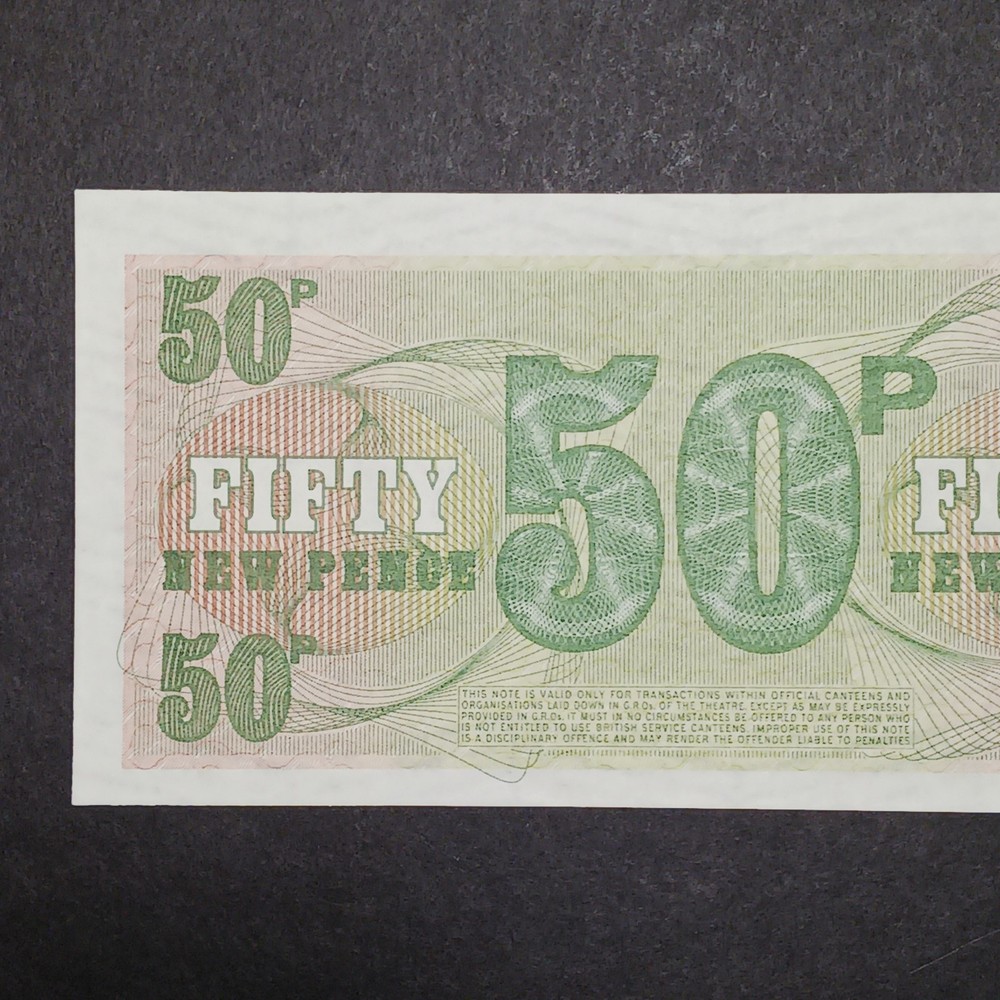 50P
50P
FIFTY
FI
NEW PENCE
NEW
50P
THIS NOTE IS VALID ONLY FOR TRANSACTIONS WITHIN OFFICIAL CANTEENS AND
ORGANISATIONS LAID DOWN IN G.R.Os. OF THE THEATRE. EXCEPT AS MAY BE EXPRESSLY
PROVIDED IN G.R.Os. IT MUST IN NO CIRCUMSTANCES BE OFFERED TO ANY PERSON WHO
IS NOT ENTITLED TO USE BRITISH SERVICE CANTEENS. IMPROPER USE OF THIS NOTE
IS A DISCIPLINARY OFFENCE AND MAY RENDER THE OFFENDER LIABLE TO PENALTIES